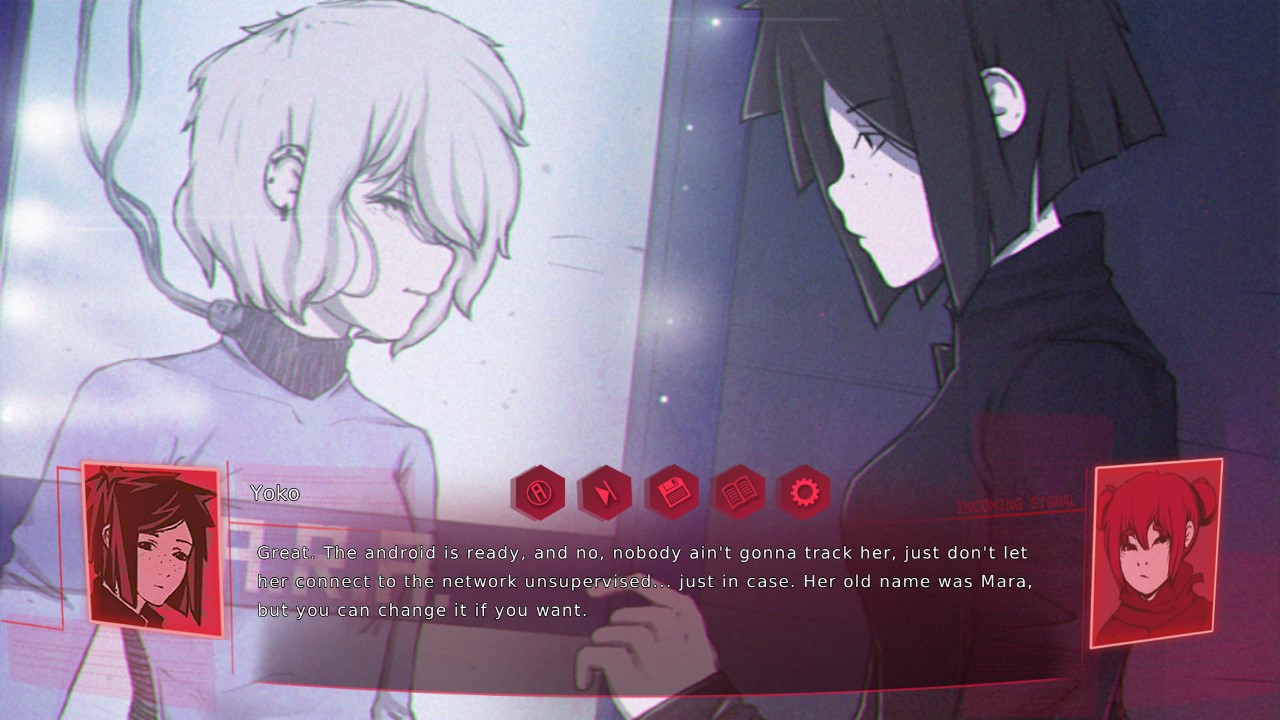 Yoko
INCOMING SIGNAL
Great. The android is ready, and no, nobody ain't gonna track her, just don't let
her connect to the network unsupervised... just in case. Her old name was Mara,
but you can change it if you want.